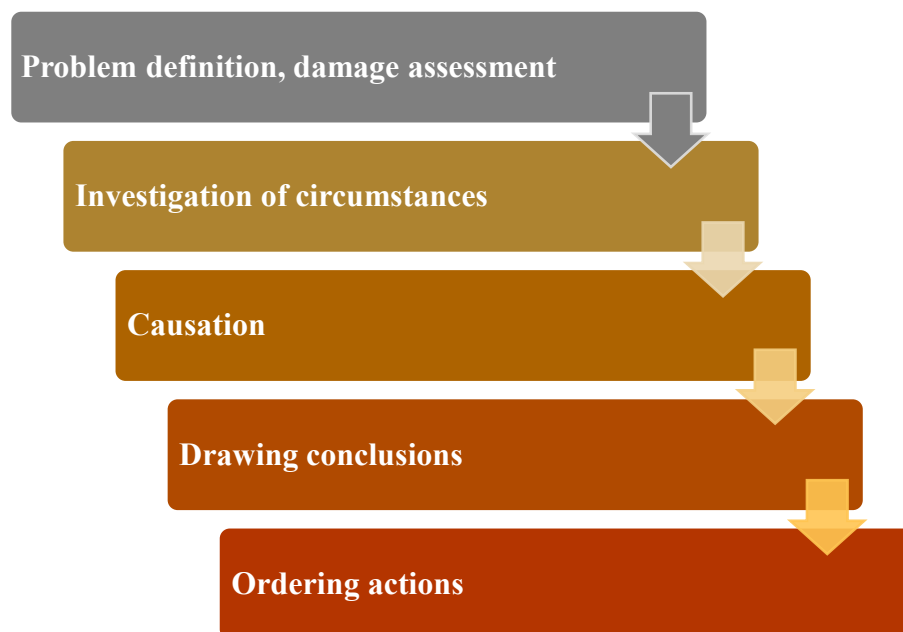 Problem definition, damage assessment
Investigation of circumstances
Causation
Drawing conclusions
Ordering actions